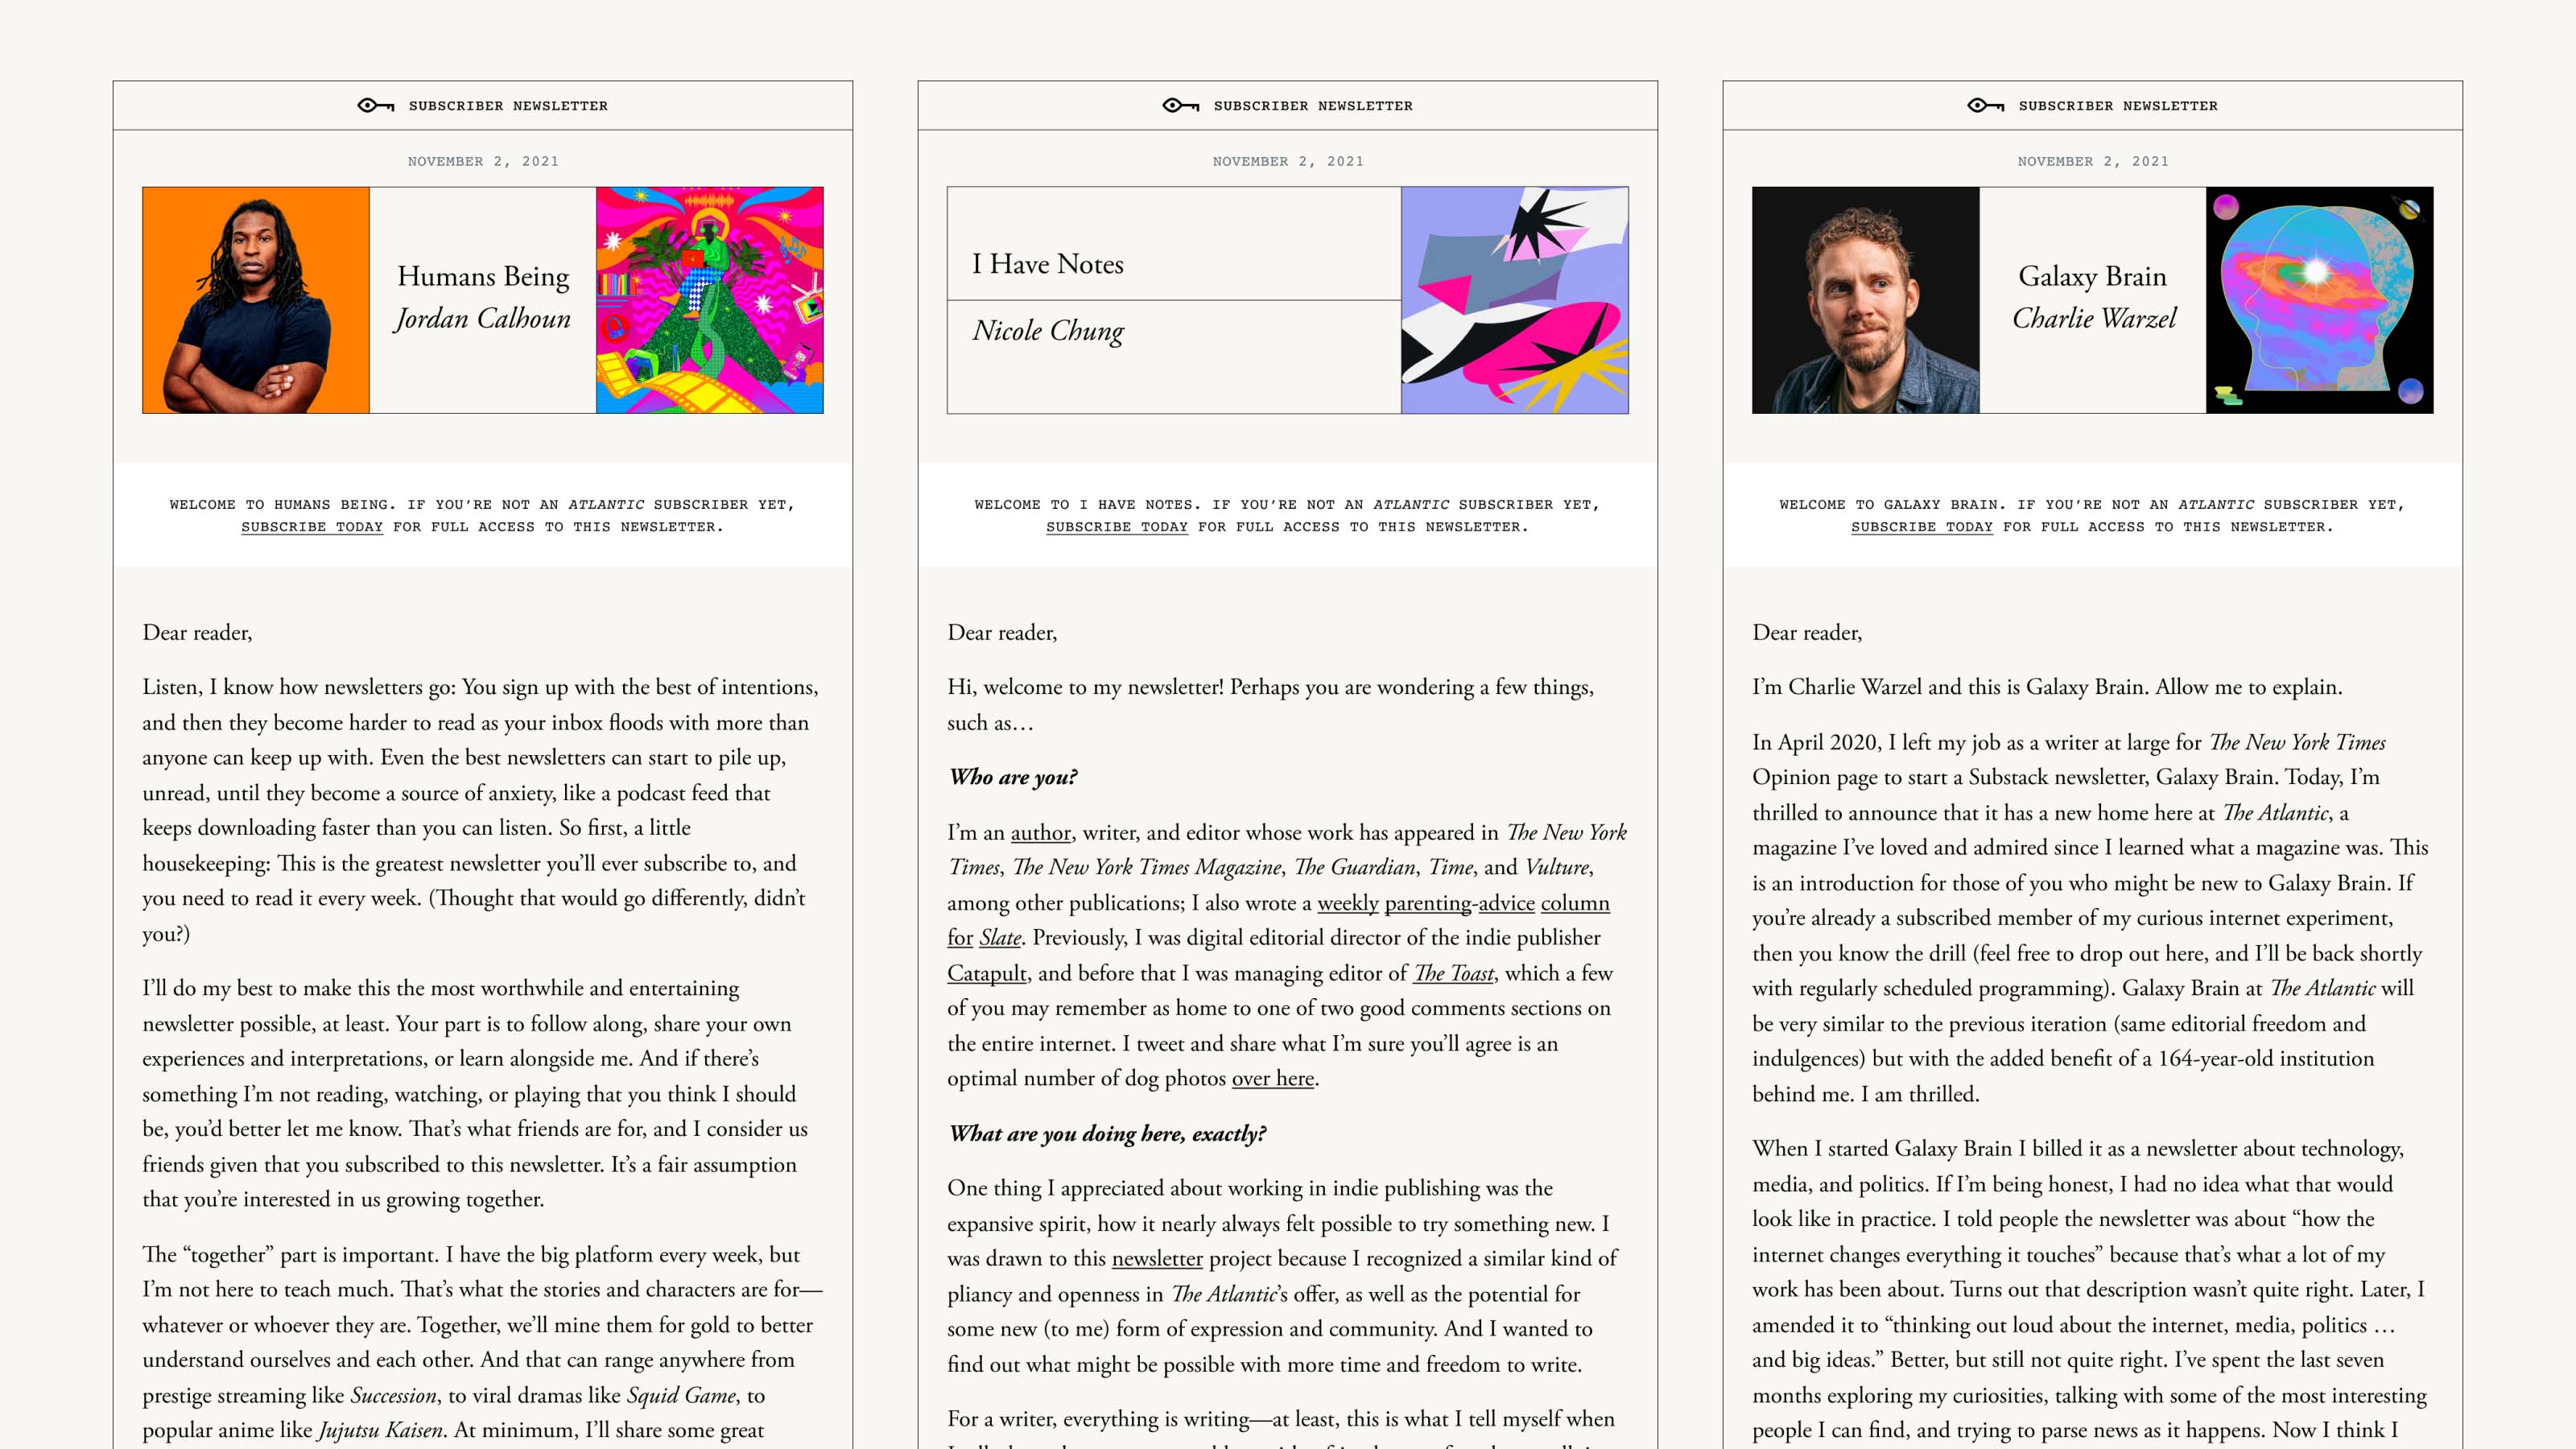 SUBSCRIBER NEWSLETTER
NOVEMBER 2, 2021
Humans Being
Jordan Calhoun
WELCOME TO HUMANS BEING. IF YOU’RE NOT AN ATLANTIC SUBSCRIBER YET,
SUBSCRIBE TODAY FOR FULL ACCESS TO THIS NEWSLETTER.
Dear reader,
Listen, I know how newsletters go: You sign up with the best of intentions,
and then they become harder to read as your inbox floods with more than
anyone can keep up with. Even the best newsletters can start to pile up,
unread, until they become a source of anxiety, like a podcast feed that
keeps downloading faster than you can listen. So first, a little
housekeeping: This is the greatest newsletter you’ll ever subscribe to, and
you need to read it every week. (Thought that would go differently, didn’t
you?)
I’ll do my best to make this the most worthwhile and entertaining
newsletter possible, at least. Your part is to follow along, share your own
experiences and interpretations, or learn alongside me. And if there’s
something I’m not reading, watching, or playing that you think I should
be, you’d better let me know. That’s what friends are for, and I consider us
friends given that you subscribed to this newsletter. It’s a fair assumption
that you’re interested in us growing together.
The “together” part is important. I have the big platform every week, but
I’m not here to teach much. That’s what the stories and characters are for—
whatever or whoever they are. Together, we’ll mine them for gold to better
understand ourselves and each other. And that can range anywhere from
prestige streaming like Succession, to viral dramas like Squid Game, to
popular anime like Jujutsu Kaisen. At minimum, I’ll share some great
SUBSCRIBER NEWSLETTER
NOVEMBER 2, 2021
I Have Notes
Nicole Chung
WELCOME TO I HAVE NOTES. IF YOU’RE NOT AN ATLANTIC SUBSCRIBER YET,
SUBSCRIBE TODAY FOR FULL ACCESS TO THIS NEWSLETTER.
Dear reader,
Hi, welcome to my newsletter! Perhaps you are wondering a few things,
such as…
Who are you?
I’m an author, writer, and editor whose work has appeared in The New York
Times, The New York Times Magazine, The Guardian, Time, and Vulture,
among other publications; I also wrote a weekly parenting-advice column
for Slate. Previously, I was digital editorial director of the indie publisher
Catapult, and before that I was managing editor of The Toast, which a few
of you may remember as home to one of two good comments sections on
the entire internet. I tweet and share what I’m sure you’ll agree is an
optimal number of dog photos over here.
What are you doing here, exactly?
One thing I appreciated about working in indie publishing was the
expansive spirit, how it nearly always felt possible to try something new. I
was drawn to this newsletter project because I recognized a similar kind of
pliancy and openness in The Atlantic’s offer, as well as the potential for
some new (to me) form of expression and community. And I wanted to
find out what might be possible with more time and freedom to write.
For a writer, everything is writing—at least, this is what I tell myself when
SUBSCRIBER NEWSLETTER
NOVEMBER 2, 2021
Galaxy Brain
Charlie Warzel
WELCOME TO GALAXY BRAIN. IF YOU’RE NOT AN ATLANTIC SUBSCRIBER YET,
SUBSCRIBE TODAY FOR FULL ACCESS TO THIS NEWSLETTER.
Dear reader,
I’m Charlie Warzel and this is Galaxy Brain. Allow me to explain.
In April 2020, I left my job as a writer at large for The New York Times
Opinion page to start a Substack newsletter, Galaxy Brain. Today, I’m
thrilled to announce that it has a new home here at The Atlantic, a
magazine I’ve loved and admired since I learned what a magazine was. This
is an introduction for those of you who might be new to Galaxy Brain. If
you’re already a subscribed member of my curious internet experiment,
then you know the drill (feel free to drop out here, and I’ll be back shortly
with regularly scheduled programming). Galaxy Brain at The Atlantic will
be very similar to the previous iteration (same editorial freedom and
indulgences) but with the added benefit of a 164-year-old institution
behind me. I am thrilled.
When I started Galaxy Brain I billed it as a newsletter about technology,
media, and politics. If I’m being honest, I had no idea what that would
look like in practice. I told people the newsletter was about “how the
internet changes everything it touches” because that’s what a lot of my
work has been about. Turns out that description wasn’t quite right. Later, I
amended it to “thinking out loud about the internet, media, politics …
and big ideas.” Better, but still not quite right. I’ve spent the last seven
months exploring my curiosities, talking with some of the most interesting
people I can find, and trying to parse news as it happens. Now I think I